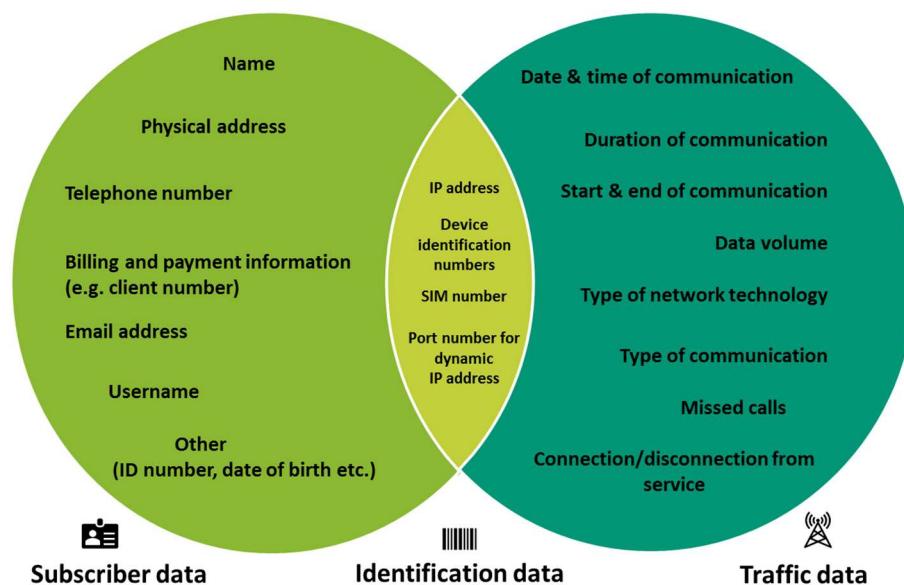 Name
Physical address
Telephone number
Billing and payment information
(e.g. client number)
Email address
Username
Other
(ID number, date of birth etc.)
IP address
Device
identification
numbers
SIM number
Port number for
dynamic
IP address
Date & time of communication
Duration of communication
Start & end of communication
Data volume
Type of network technology
Type of communication
Missed calls
Connection/disconnection from
service
Subscriber data
Identification data
Traffic data